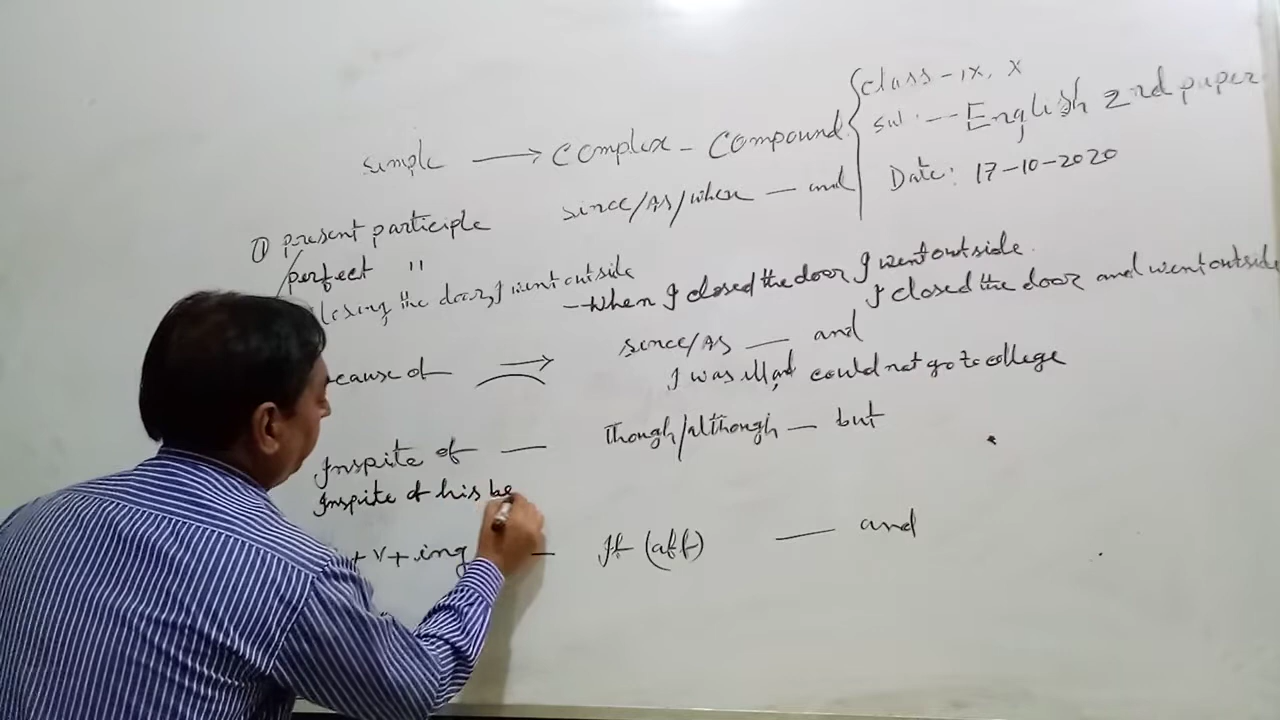 class - IX, X
sub. - English 2nd paper
Date: 17-10-2020
simple → complex - compound
since/As/when — and
① present participle
perfect "
closing the door, I went outside
- When I closed the door I went outside.
I closed the door and went outside
ecause of — →
since/As — and
I was ill and could not go to college
Inspite of —
Though/although — but
Inspite of his be
+ v + ing —
If (aff) — and